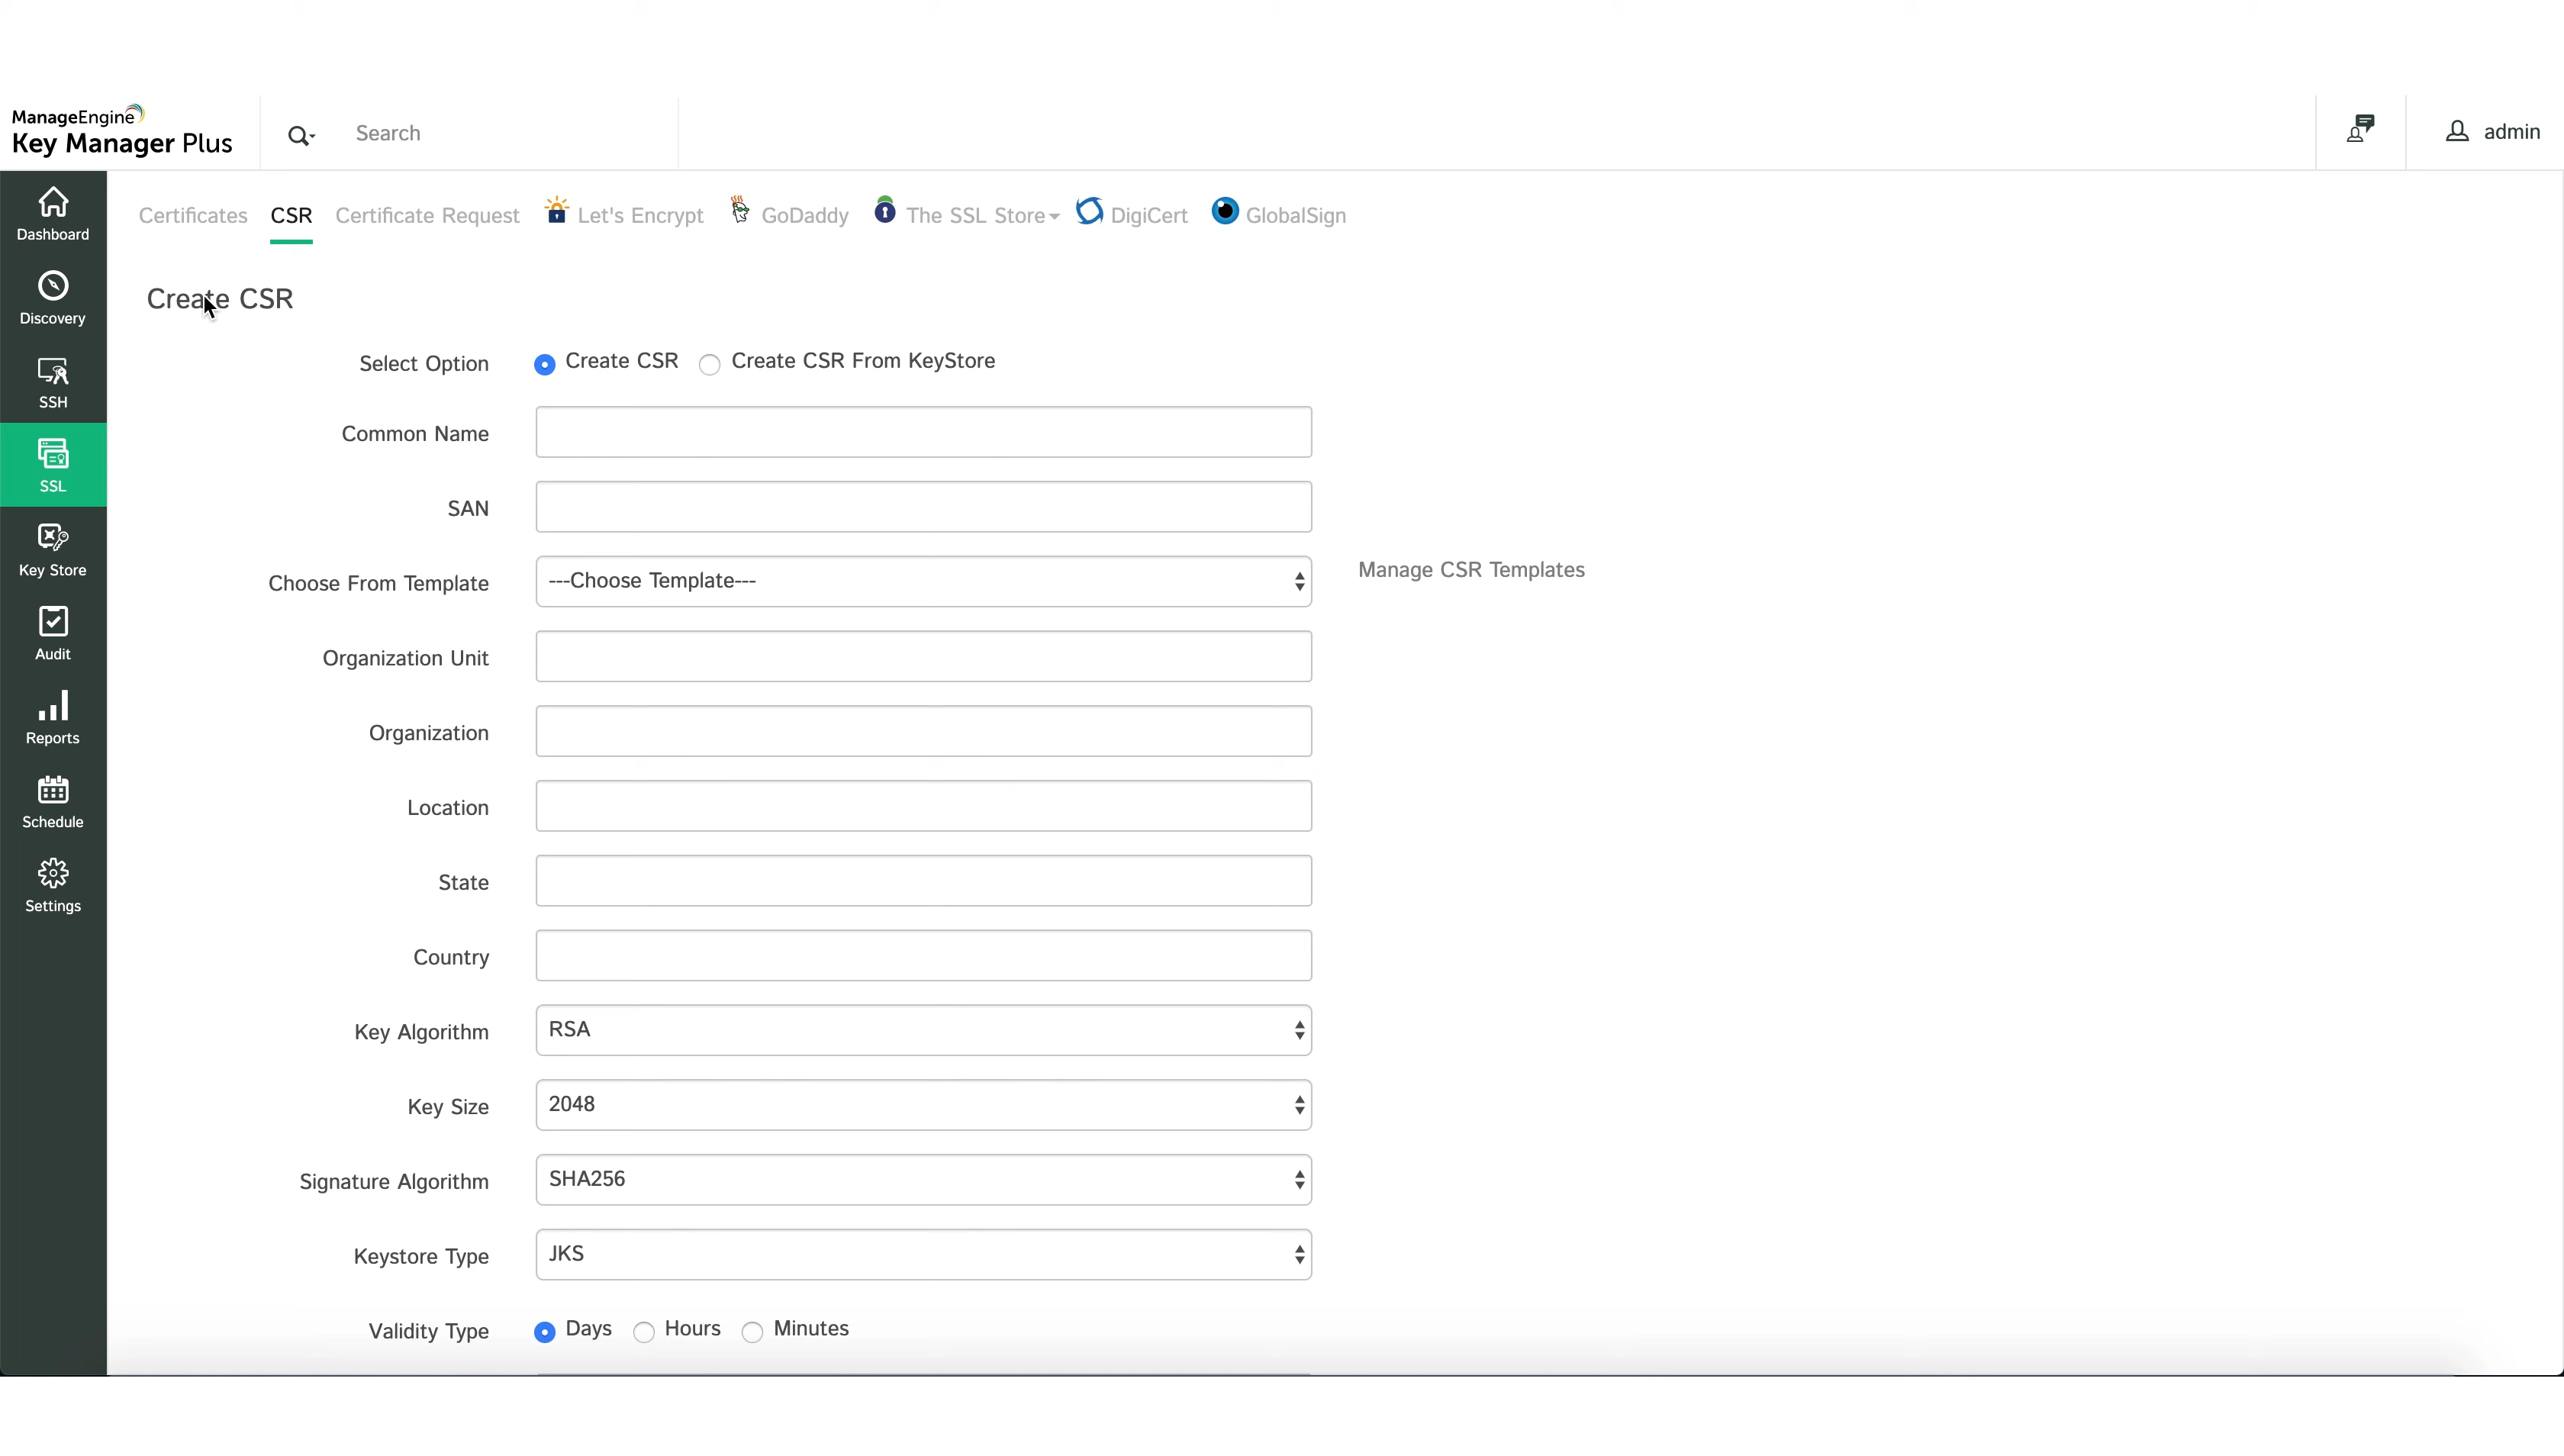 ManageEngine
Key Manager Plus
Search
admin
Dashboard
Discovery
SSH
SSL
Key Store
Audit
Reports
Schedule
Settings
Certificates CSR Certificate Request Let's Encrypt GoDaddy The SSL Store DigiCert GlobalSign
Create CSR
Select Option Create CSR Create CSR From KeyStore
Common Name
SAN
Choose From Template ---Choose Template--- Manage CSR Templates
Organization Unit
Organization
Location
State
Country
Key Algorithm RSA
Key Size 2048
Signature Algorithm SHA256
Keystore Type JKS
Validity Type Days Hours Minutes